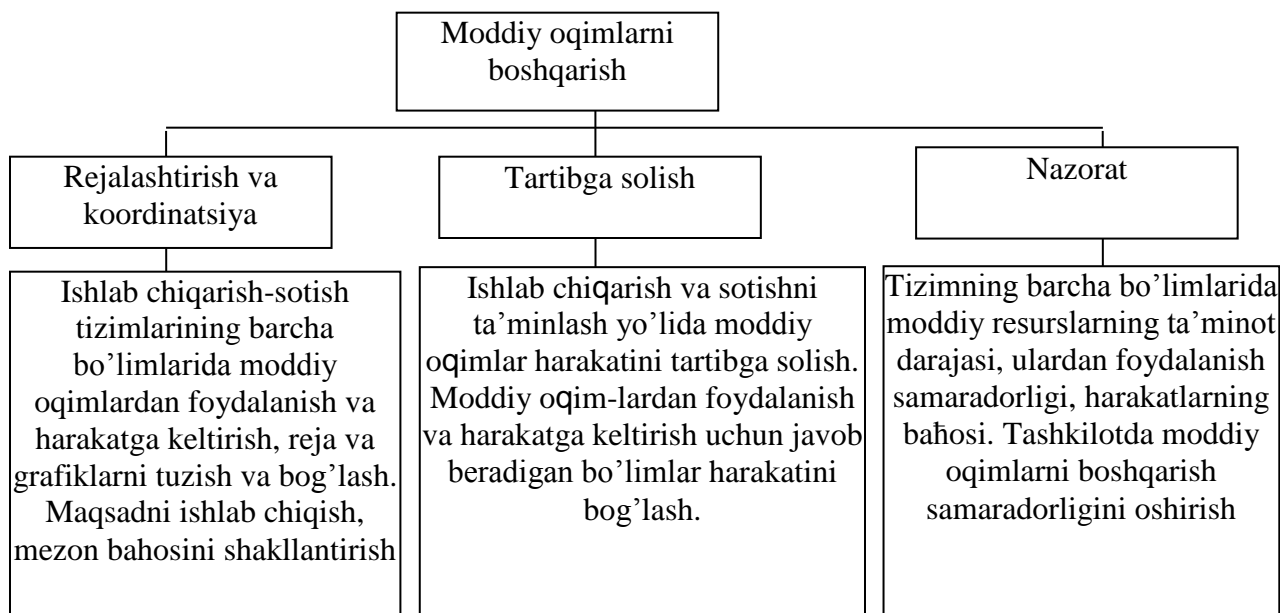 Moddiy oqimlarni
boshqarish
Rejalashtirish va
koordinatsiya
Tartibga solish
Nazorat
Ishlab chiqarish-sotish
tizimlarining barcha
bo’limlarida moddiy
oqimlardan foydalanish va
harakatga keltirish, reja va
grafiklarni tuzish va bog’lash.
Maqsadni ishlab chiqish,
mezon bahosini shakllantirish
Ishlab chiqarish va sotishni
ta’minlash yo’lida moddiy
oqimlar harakatini tartibga solish.
Moddiy oqim-lardan foydalanish
va harakatga keltirish uchun javob
beradigan bo’limlar harakatini
bog’lash.
Tizimning barcha bo’limlarida
moddiy resurslarning ta’minot
darajasi, ulardan foydalanish
samaradorligi, harakatlarning
baħosi. Tashkilotda moddiy
oqimlarni boshqarish
samaradorligini oshirish